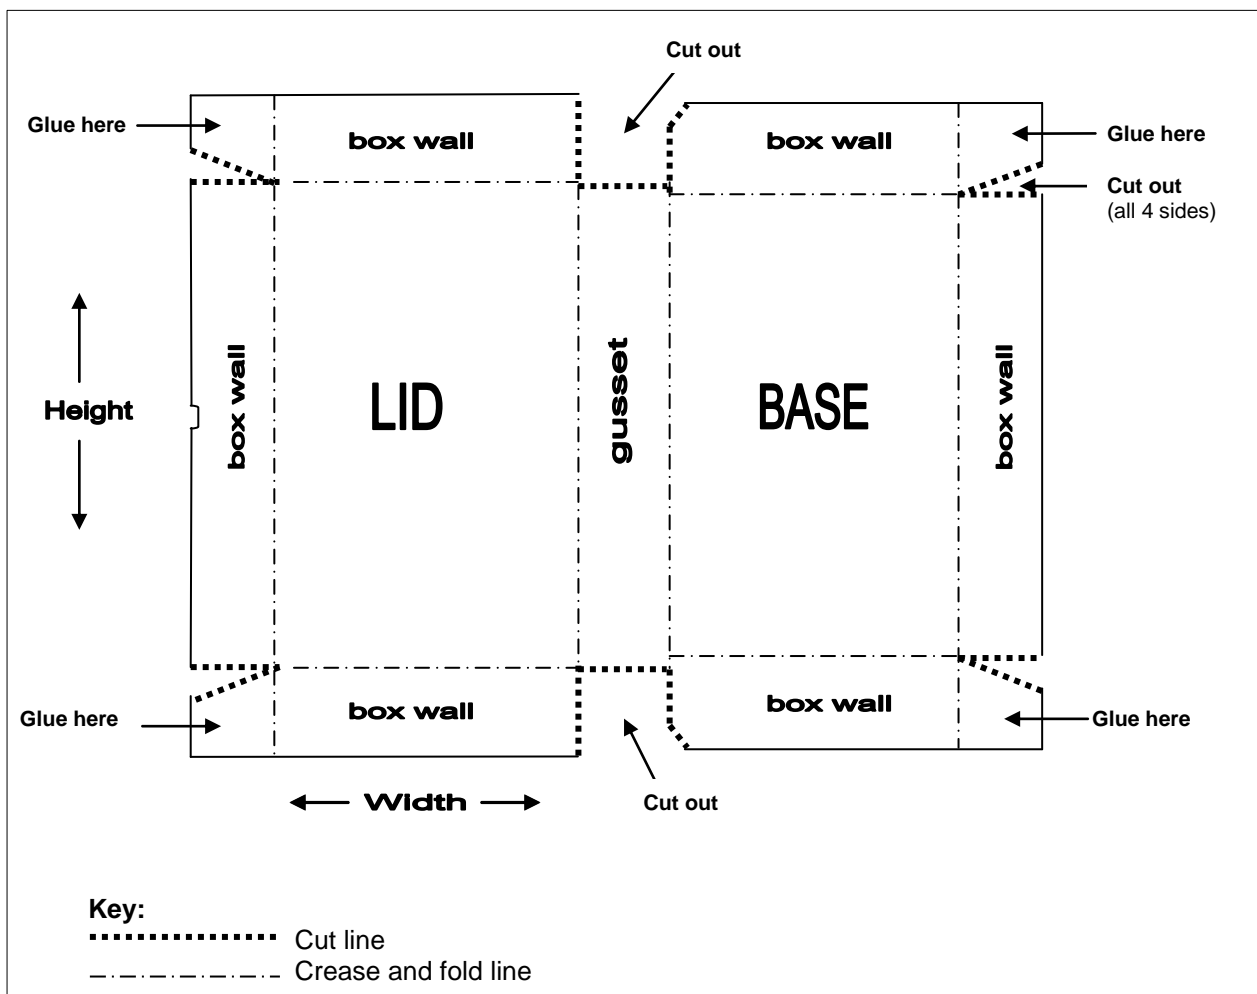 Cut out
Glue here
box wall
box wall
Glue here
Cut out
(all 4 sides)
Height
box wall
LID
gusset
BASE
box wall
Glue here
box wall
box wall
Glue here
Width
Cut out
Key:
Cut line
Crease and fold line